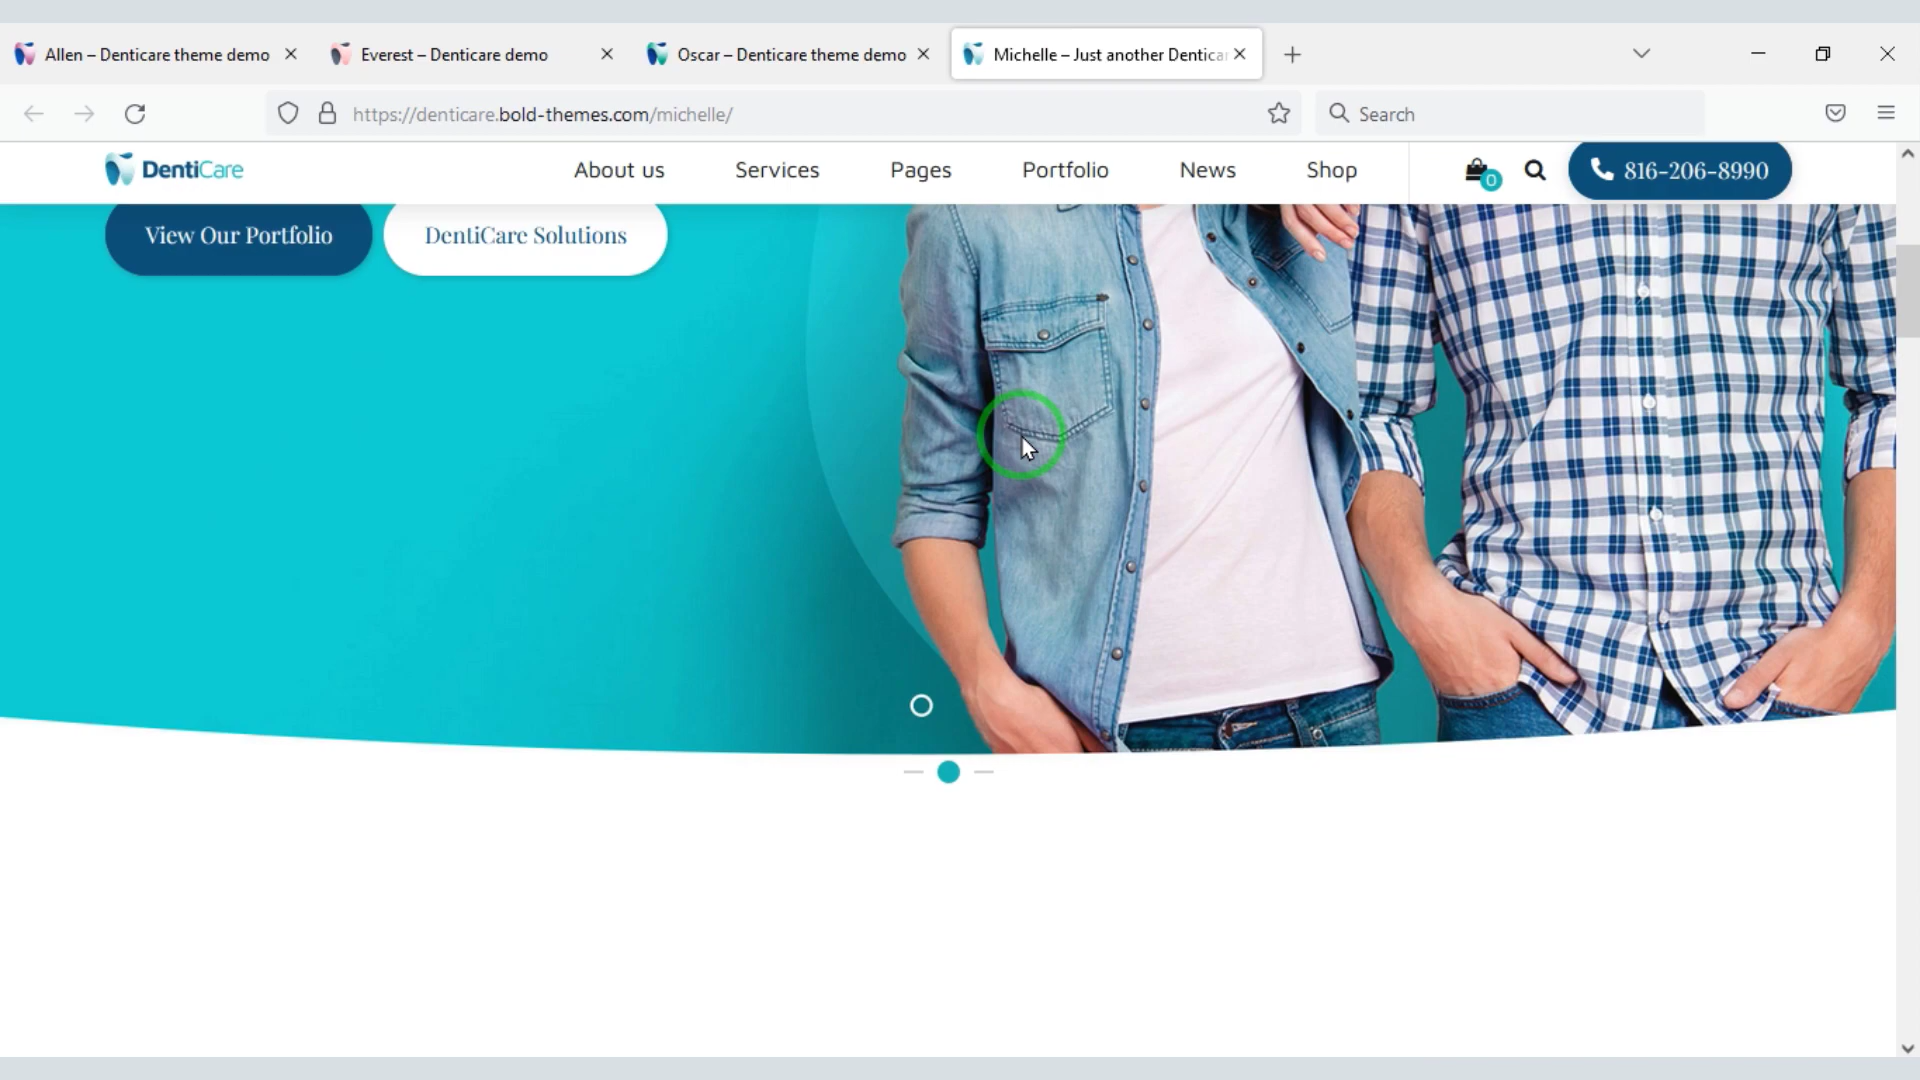 Allen – Denticare theme demo
Everest – Denticare demo
Oscar – Denticare theme demo
Michelle – Just another Dentica
https://denticare.bold-themes.com/michelle/
Search
DentiCare
About us
Services
Pages
Portfolio
News
Shop
0
816-206-8990
View Our Portfolio
DentiCare Solutions